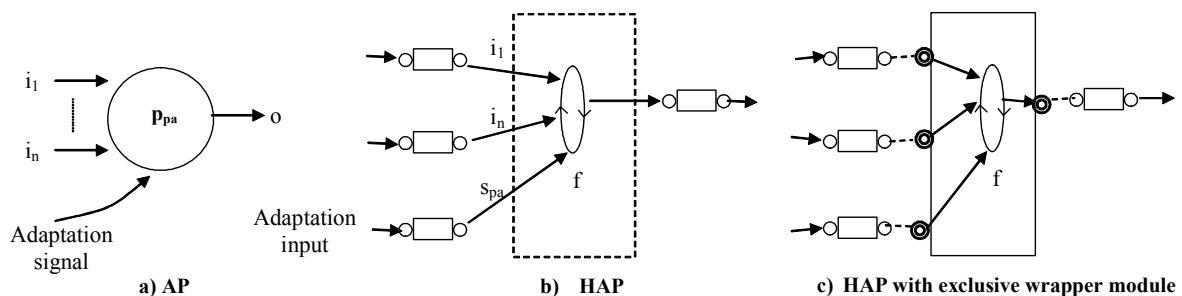 i1
in
ppa
o
Adaptation
signal
a) AP
i1
in
spa
f
Adaptation
input
b) HAP
f
c) HAP with exclusive wrapper module